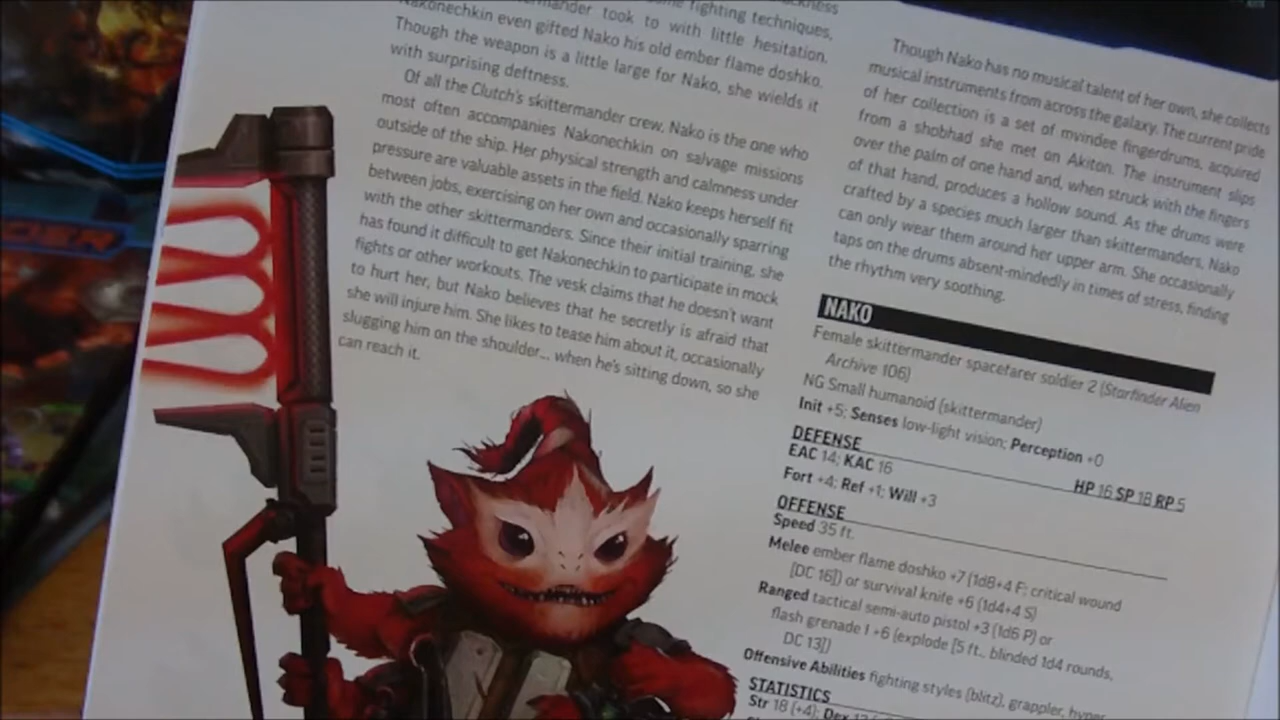 fighting techniques,
mander took to with little hesitation.
Nakonechkin even gifted Nako his old ember flame doshko.
Though the weapon is a little large for Nako, she wields it
with surprising deftness.
Of all the Clutch's skittermander crew, Nako is the one who
most often accompanies Nakonechkin on salvage missions
outside of the ship. Her physical strength and calmness under
pressure are valuable assets in the field. Nako keeps herself fit
between jobs, exercising on her own and occasionally sparring
with the other skittermanders. Since their initial training, she
has found it difficult to get Nakonechkin to participate in mock
fights or other workouts. The vesk claims that he doesn't want
to hurt her, but Nako believes that he secretly is afraid that
she will injure him. She likes to tease him about it, occasionally
slugging him on the shoulder... when he's sitting down, so she
can reach it.
Though Nako has no musical talent of her own, she collects
musical instruments from across the galaxy. The current pride
of her collection is a set of mvindee fingerdrums, acquired
from a shobhad she met on Akiton. The instrument slips
over the palm of one hand and, when struck with the fingers
of that hand, produces a hollow sound. As the drums were
crafted by a species much larger than skittermanders, Nako
can only wear them around her upper arm. She occasionally
taps on the drums absent-mindedly in times of stress, finding
the rhythm very soothing.
NAKO
Female skittermander spacefarer soldier 2 (Starfinder Alien
Archive 106)
NG Small humanoid (skittermander)
Init +5; Senses low-light vision; Perception +0
DEFENSE HP 16 SP 18 RP 5
EAC 14; KAC 16
Fort +4; Ref +1; Will +3
OFFENSE
Speed 35 ft.
Melee ember flame doshko +7 (1d8+4 F; critical wound
[DC 16]) or survival knife +6 (1d4+4 S)
Ranged tactical semi-auto pistol +3 (1d6 P) or
flash grenade I +6 (explode [5 ft., blinded 1d4 rounds,
DC 13])
Offensive Abilities fighting styles (blitz), grappler, hyper
STATISTICS
Str 18 (+4); Dex